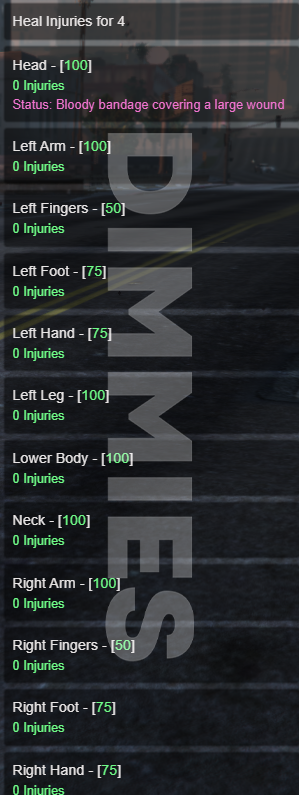 Heal Injuries for 4
Head - [100]
0 Injuries
Status: Bloody bandage covering a large wound
Left Arm - [100]
0 Injuries
Left Fingers - [50]
0 Injuries
Left Foot - [75]
0 Injuries
Left Hand - [75]
0 Injuries
Left Leg - [100]
0 Injuries
Lower Body - [100]
0 Injuries
Neck - [100]
0 Injuries
Right Arm - [100]
0 Injuries
Right Fingers - [50]
0 Injuries
Right Foot - [75]
0 Injuries
Right Hand - [75]
0 Injuries
DIMMIES